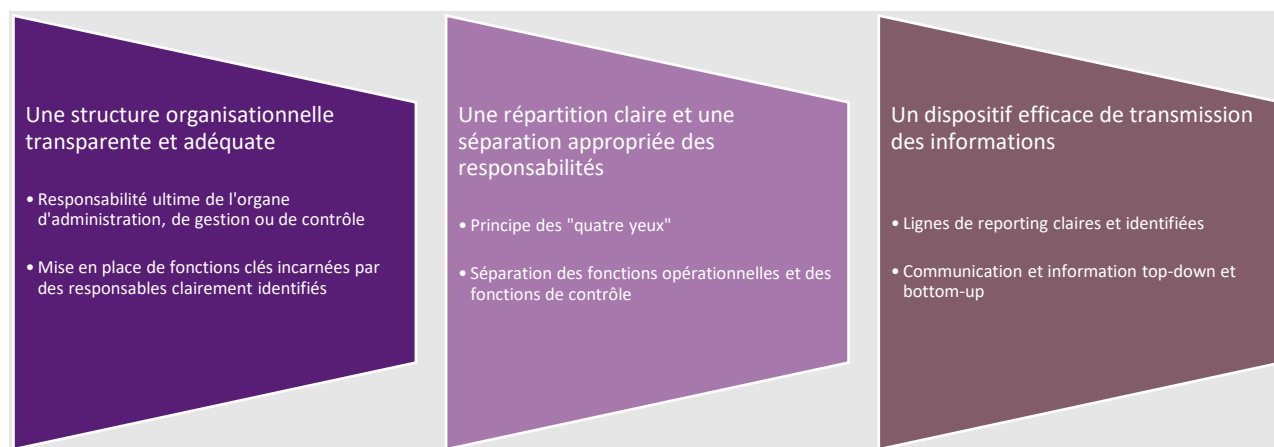 Une structure organisationnelle
transparente et adéquate
• Responsabilité ultime de l'organe
d'administration, de gestion ou de contrôle
• Mise en place de fonctions clés incarnées par
des responsables clairement identifiés
Une répartition claire et une
séparation appropriée des
responsabilités
• Principe des "quatre yeux"
• Séparation des fonctions opérationnelles et des
fonctions de contrôle
Un dispositif efficace de transmission
des informations
• Lignes de reporting claires et identifiées
• Communication et information top-down et
bottom-up